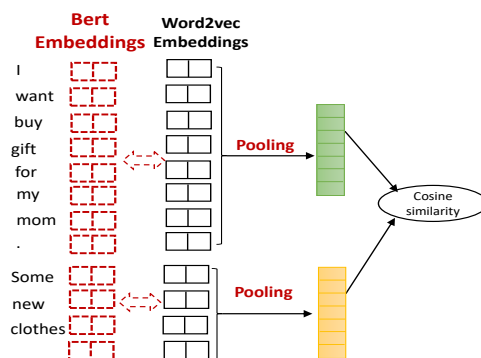 Bert
Embeddings
Word2vec
Embeddings
I
want
buy
gift
for
my
mom
.
Pooling
Cosine
similarity
Some
new
clothes
Pooling